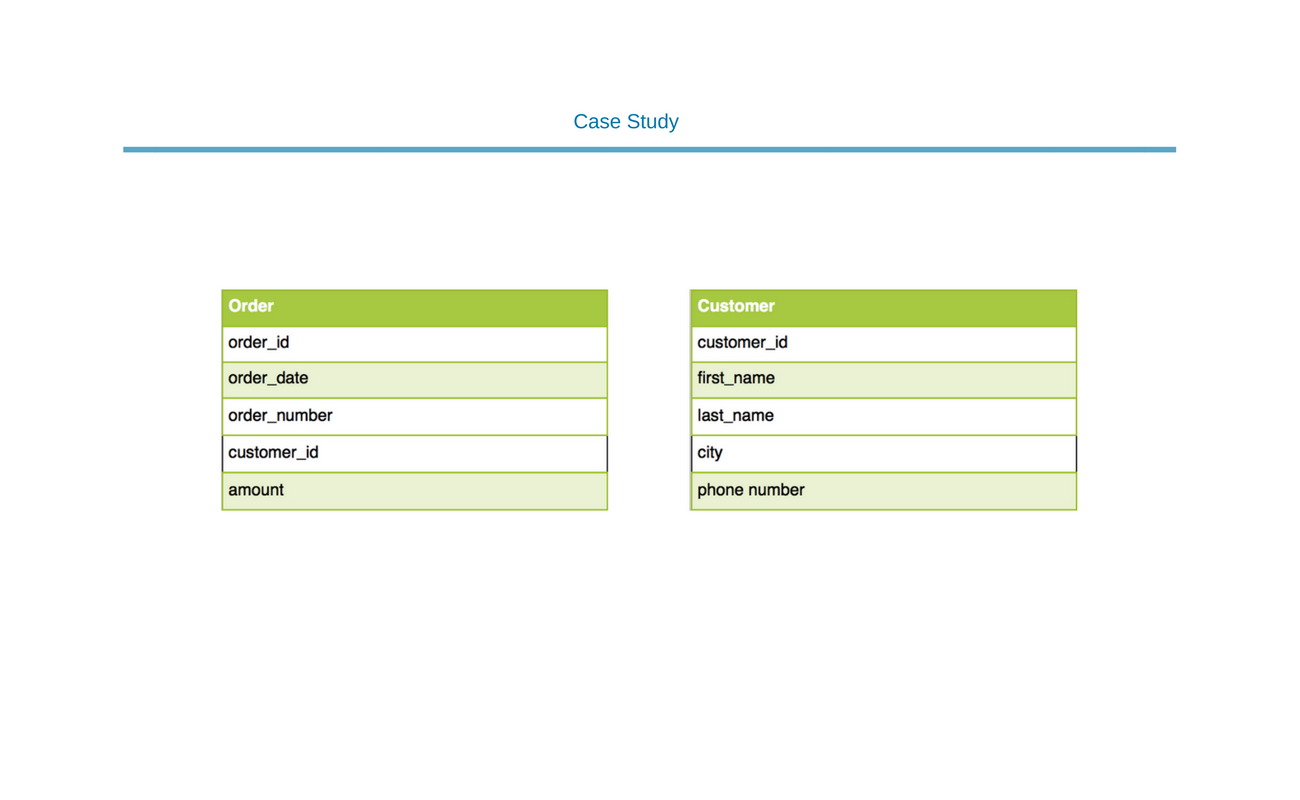 Case Study
Order
order_id
order_date
order_number
customer_id
amount
Customer
customer_id
first_name
last_name
city
phone number